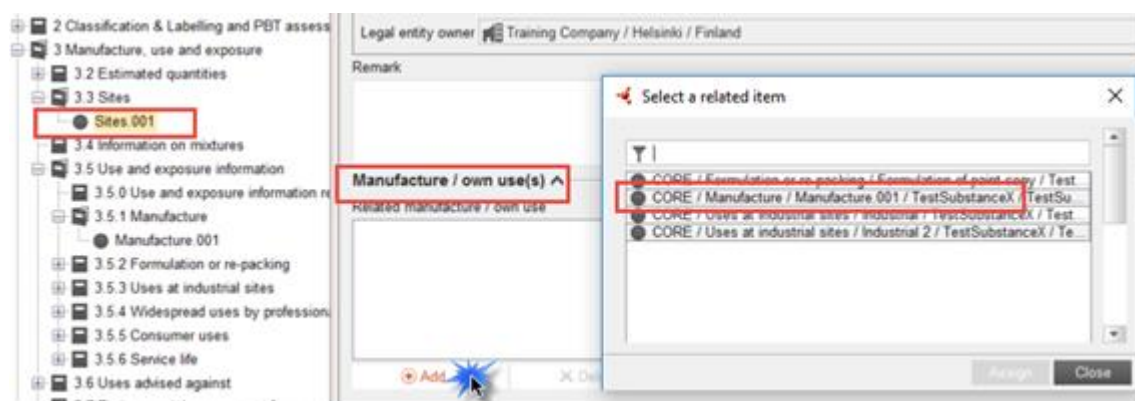 2 Classification & Labelling and PBT assess
3 Manufacture, use and exposure
3.2 Estimated quantities
3.3 Sites
Sites.001
3.4 Information on mixtures
3.5 Use and exposure information
3.5.0 Use and exposure information re
3.5.1 Manufacture
Manufacture.001
3.5.2 Formulation or re-packing
3.5.3 Uses at industrial sites
3.5.4 Widespread uses by profession
3.5.5 Consumer uses
3.5.6 Service life
3.6 Uses advised against
Legal entity owner Training Company / Helsinki / Finland
Remark
Manufacture / own use(s)
Related manufacture / own use
Add
Select a related item
CORE / Formulation or re-packing / Formulation of paint-copy / Test
CORE / Manufacture / Manufacture.001 / TestSubstanceX / TestSu...
CORE / Uses at industrial sites / Industrial / TestSubstanceX / Test
CORE / Uses at industrial sites / Industrial 2 / TestSubstanceX / Te...
Assign
Close